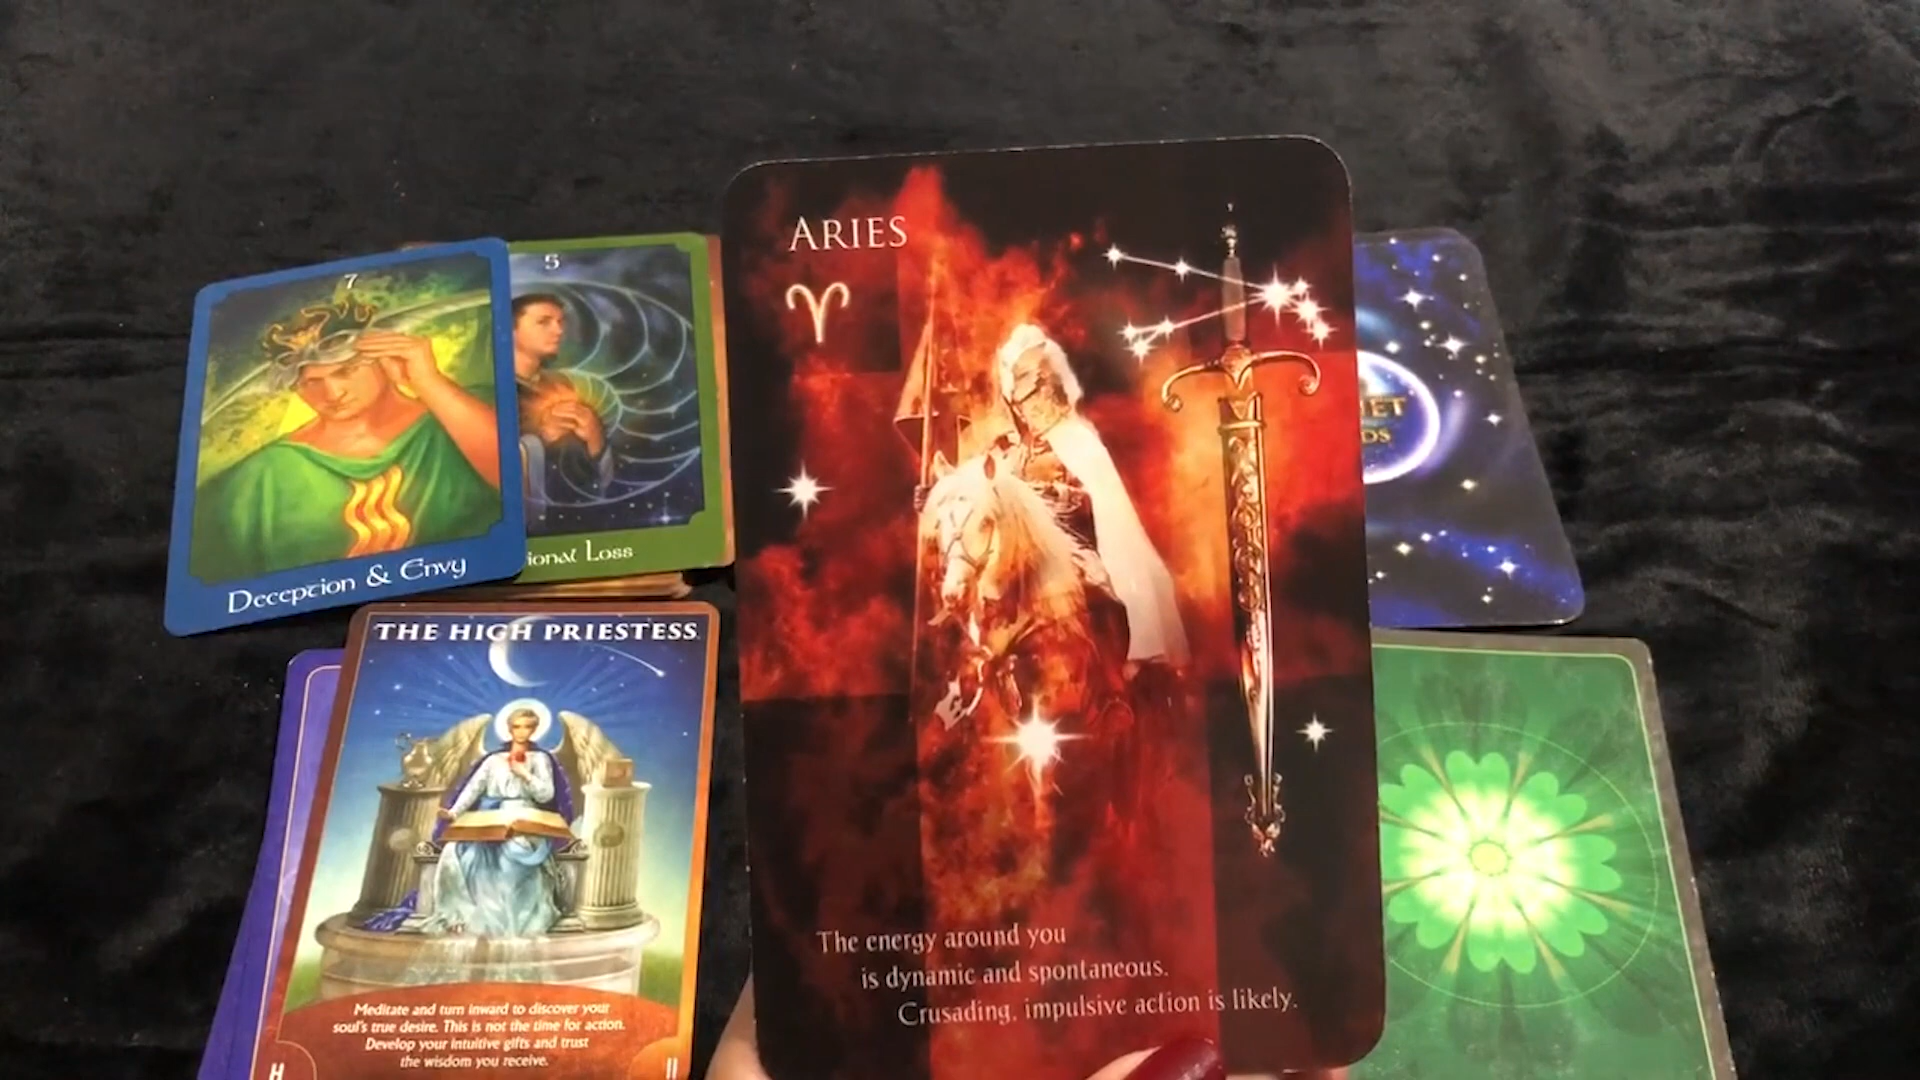 7
Deception & Envy
5
Loss
THE HIGH PRIESTESS
Meditate and turn inward to discover your
soul's true desire. This is not the time for action.
Develop your intuitive gifts and trust
the wisdom you receive.
H
II
ARIES
The energy around you
is dynamic and spontaneous.
Crusading, impulsive action is likely.